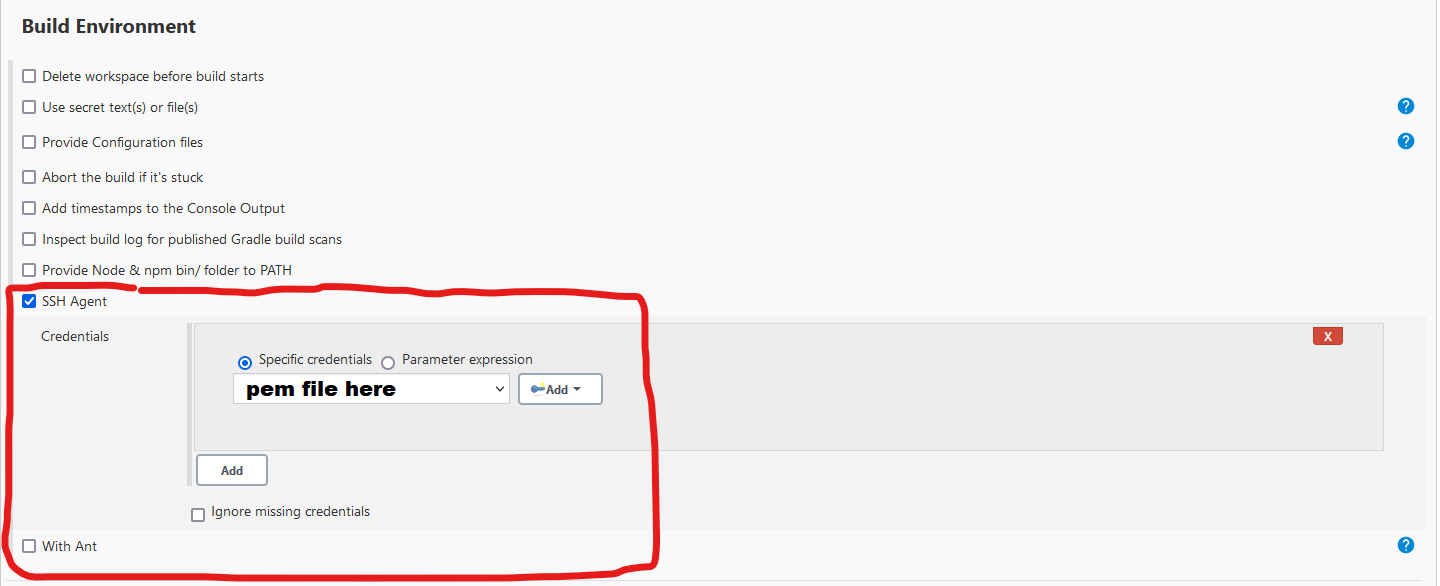 Build Environment
Delete workspace before build starts
Use secret text(s) or file(s)
?
Provide Configuration files
?
Abort the build if it's stuck
Add timestamps to the Console Output
Inspect build log for published Gradle build scans
Provide Node & npm bin/ folder to PATH
SSH Agent
Credentials
X
Specific credentials Parameter expression
pem file here Add
Add
Ignore missing credentials
With Ant
?